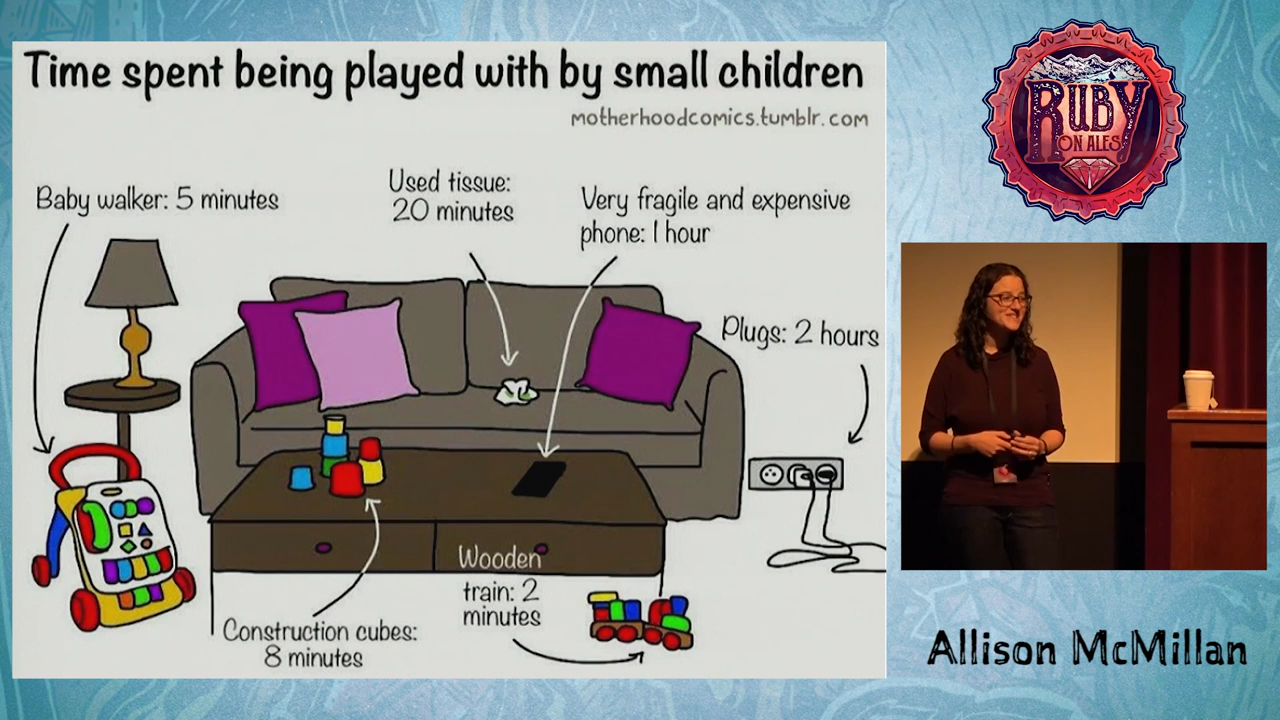 Time spent being played with by small children
motherhoodcomics.tumblr.com
Baby walker: 5 minutes
Used tissue:
20 minutes
Very fragile and expensive
phone: 1 hour
Plugs: 2 hours
Wooden
train: 2
minutes
Construction cubes:
8 minutes
RUBY
ON ALES
Allison McMillan